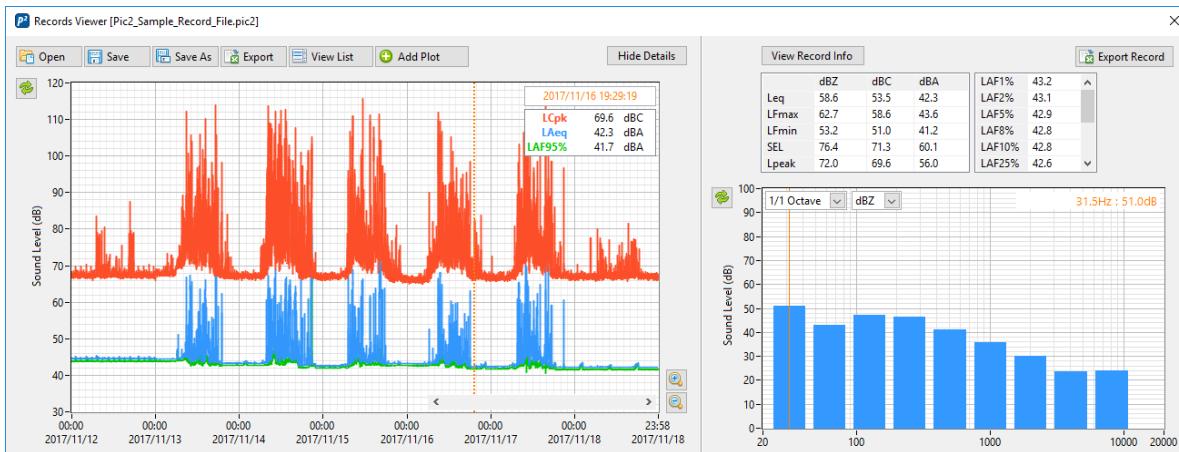 p² Records Viewer [Pic2_Sample_Record_File.pic2]
Open Save Save As Export View List Add Plot Hide Details
2017/11/16 19:29:19
LCpk 69.6 dBC
LAeq 42.3 dBA
LAF95% 41.7 dBA
Sound Level (dB)
120
110
100
90
80
70
60
50
40
30
00:00 00:00 00:00 00:00 00:00 00:00 00:00 23:58
2017/11/12 2017/11/13 2017/11/14 2017/11/15 2017/11/16 2017/11/17 2017/11/18 2017/11/18
View Record Info Export Record
dBZ dBC dBA
Leq 58.6 53.5 42.3
LFmax 62.7 58.6 43.6
LFmin 53.2 51.0 41.2
SEL 76.4 71.3 60.1
Lpeak 72.0 69.6 56.0
LAF1% 43.2
LAF2% 43.1
LAF5% 42.9
LAF8% 42.8
LAF10% 42.8
LAF25% 42.6
1/1 Octave dBZ 31.5Hz : 51.0dB
Sound Level (dB)
100
90
80
70
60
50
40
30
20
10
0
20 100 1000 10000 20000